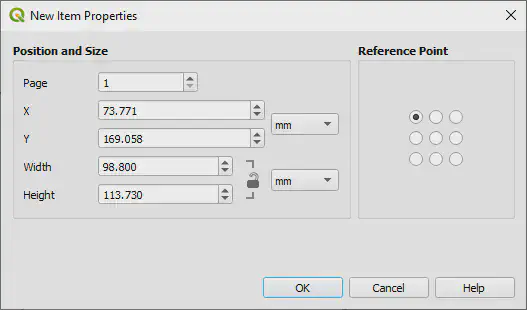 New Item Properties
Position and Size
Page 1
X 73.771
mm
Y 169.058
Width 98.800
mm
Height 113.730
Reference Point
OK Cancel Help